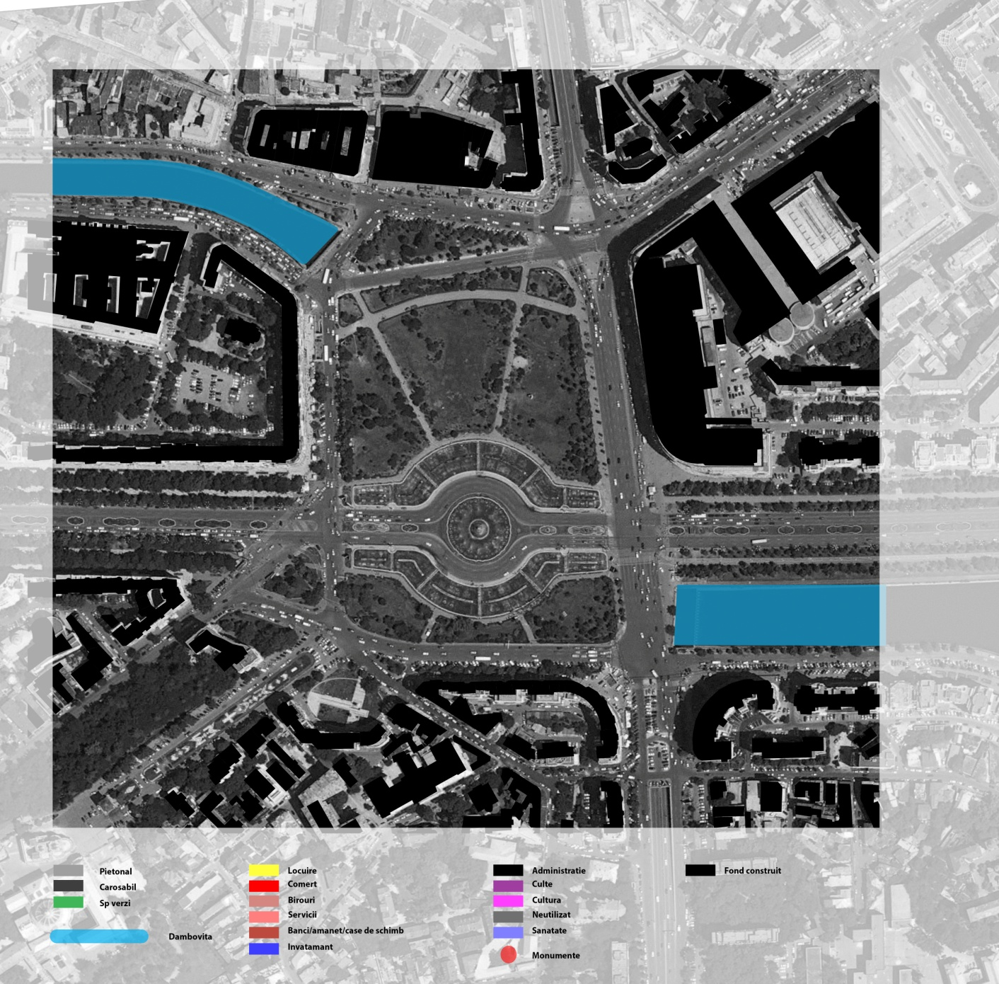 Pietonal
Carosabil
Sp verzi
Dambovita
Locuire
Comert
Birouri
Servicii
Banci/amanet/case de schimb
Invatamant
Administratie
Culte
Cultura
Neutilizat
Sanatate
Monumente
Fond construit